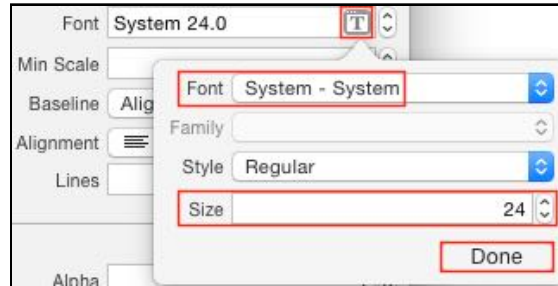 Font System 24.0 T
Min Scale
Font System - System
Baseline Alig
Family
Alignment
Style Regular
Lines
Size 24
Done
Alpha